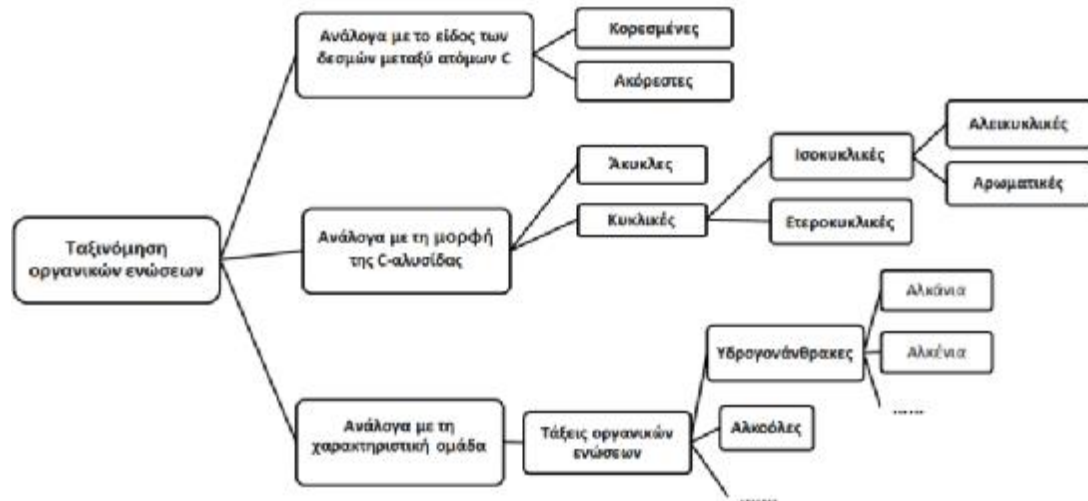 Ταξινόμηση
οργανικών ενώσεων
Ανάλογα με το είδος των
δεσμών μεταξύ ατόμων C
Κορεσμένες
Ακόρεστες
Ανάλογα με τη μορφή
της C-αλυσίδας
Άκυκλες
Κυκλικές
Ισοκυκλικές
Αλεικυκλικές
Αρωματικές
Ετεροκυκλικές
Ανάλογα με τη
χαρακτηριστική ομάδα
Τάξεις οργανικών
ενώσεων
Υδρογονάνθρακες
Αλκάνια
Αλκένια
......
Αλκοόλες
.......